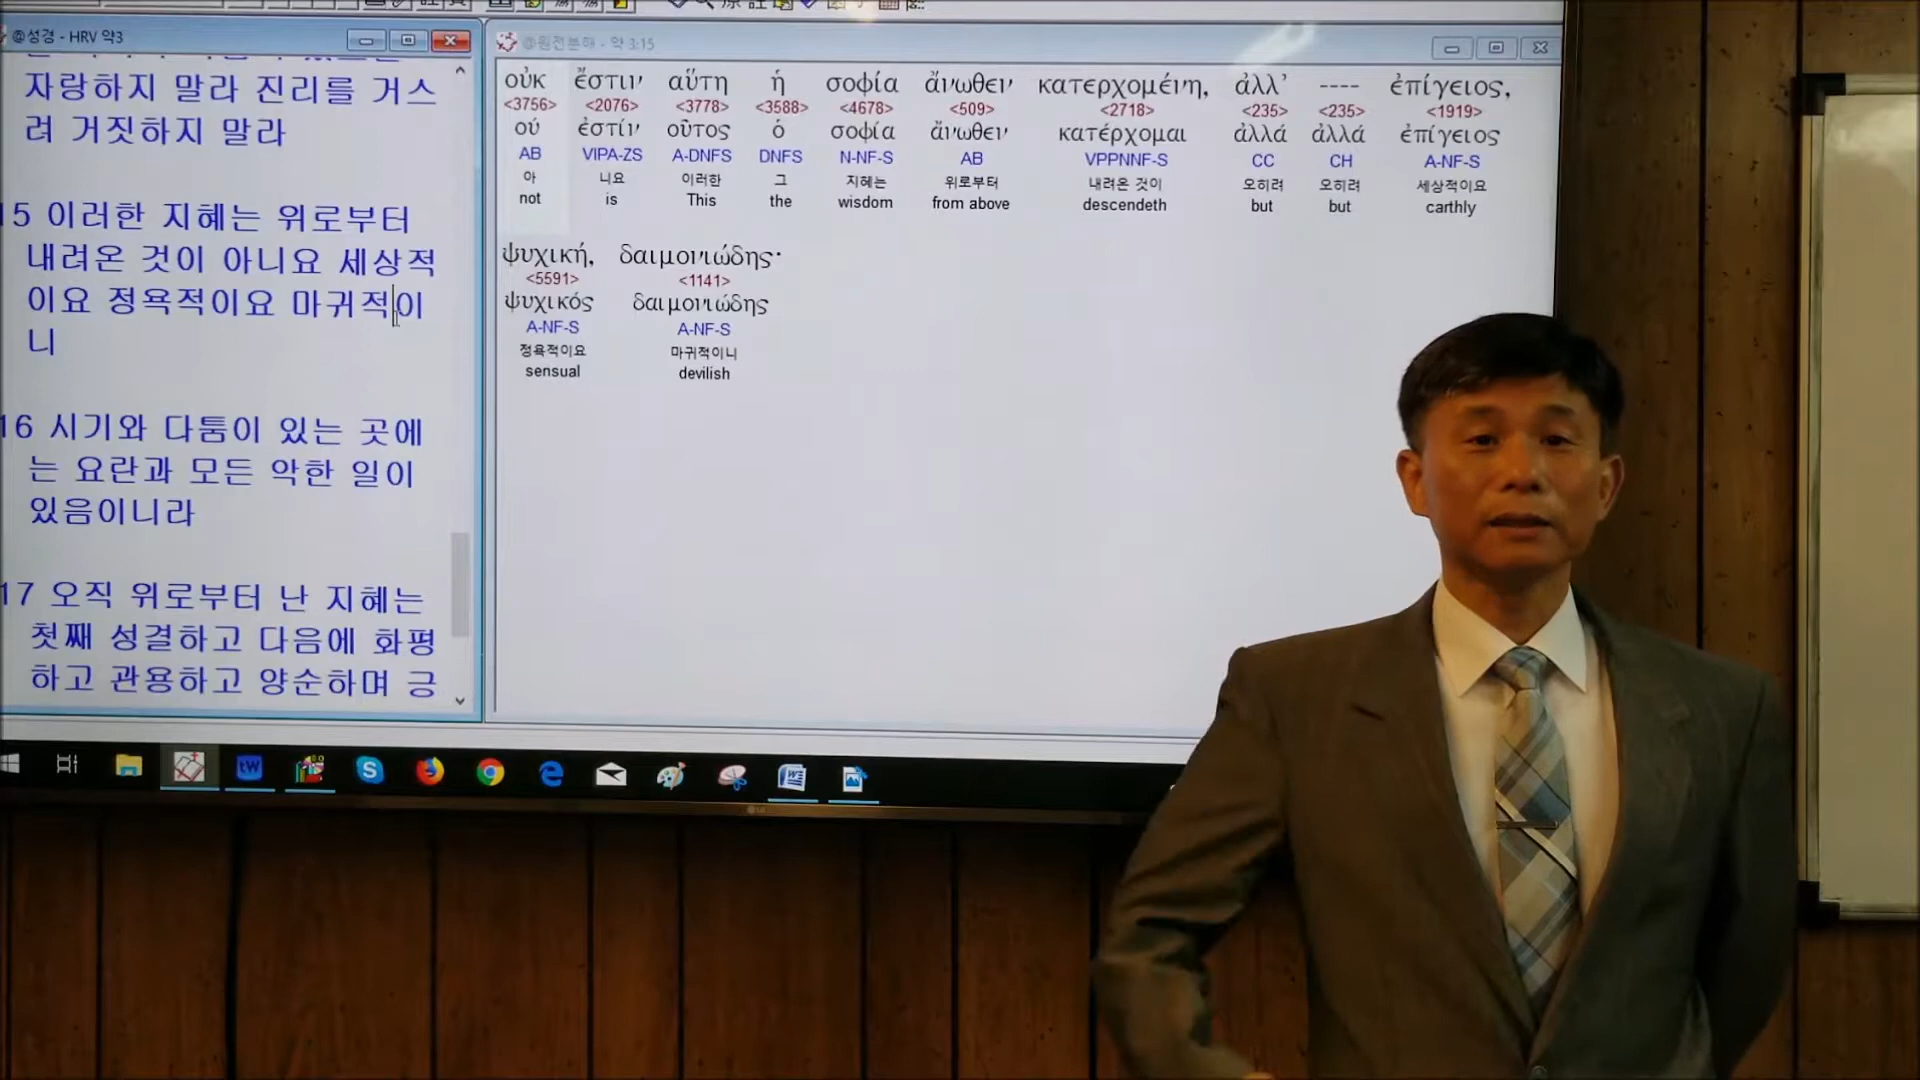 @성경 - HRV 약3
자랑하지 말라 진리를 거스
려 거짓하지 말라
15 이러한 지혜는 위로부터
내려온 것이 아니요 세상적
이요 정욕적이요 마귀적이
니
16 시기와 다툼이 있는 곳에
는 요란과 모든 악한 일이
있음이니라
17 오직 위로부터 난 지혜는
첫째 성결하고 다음에 화평
하고 관용하고 양순하며 긍
@원전분해 - 약 3:15
οὐκ ἔστιν αὕτη ἡ σοφία ἄνωθεν κατερχομένη, ἀλλ’ ---- ἐπίγειος,
<3756> <2076> <3778> <3588> <4678> <509> <2718> <235> <235> <1919>
οὐ ἐστίν οὗτος ὁ σοφία ἄνωθεν κατέρχομαι ἀλλά ἀλλά ἐπίγειος
AB VIPA-ZS A-DNFS DNFS N-NF-S AB VPPNNF-S CC CH A-NF-S
아 니요 이러한 그 지혜는 위로부터 내려온 것이 오히려 오히려 세상적이요
not is This the wisdom from above descendeth but but carthly
ψυχική, δαιμονιώδης·
<5591> <1141>
ψυχικός δαιμονιώδης
A-NF-S A-NF-S
정욕적이요 마귀적이니
sensual devilish